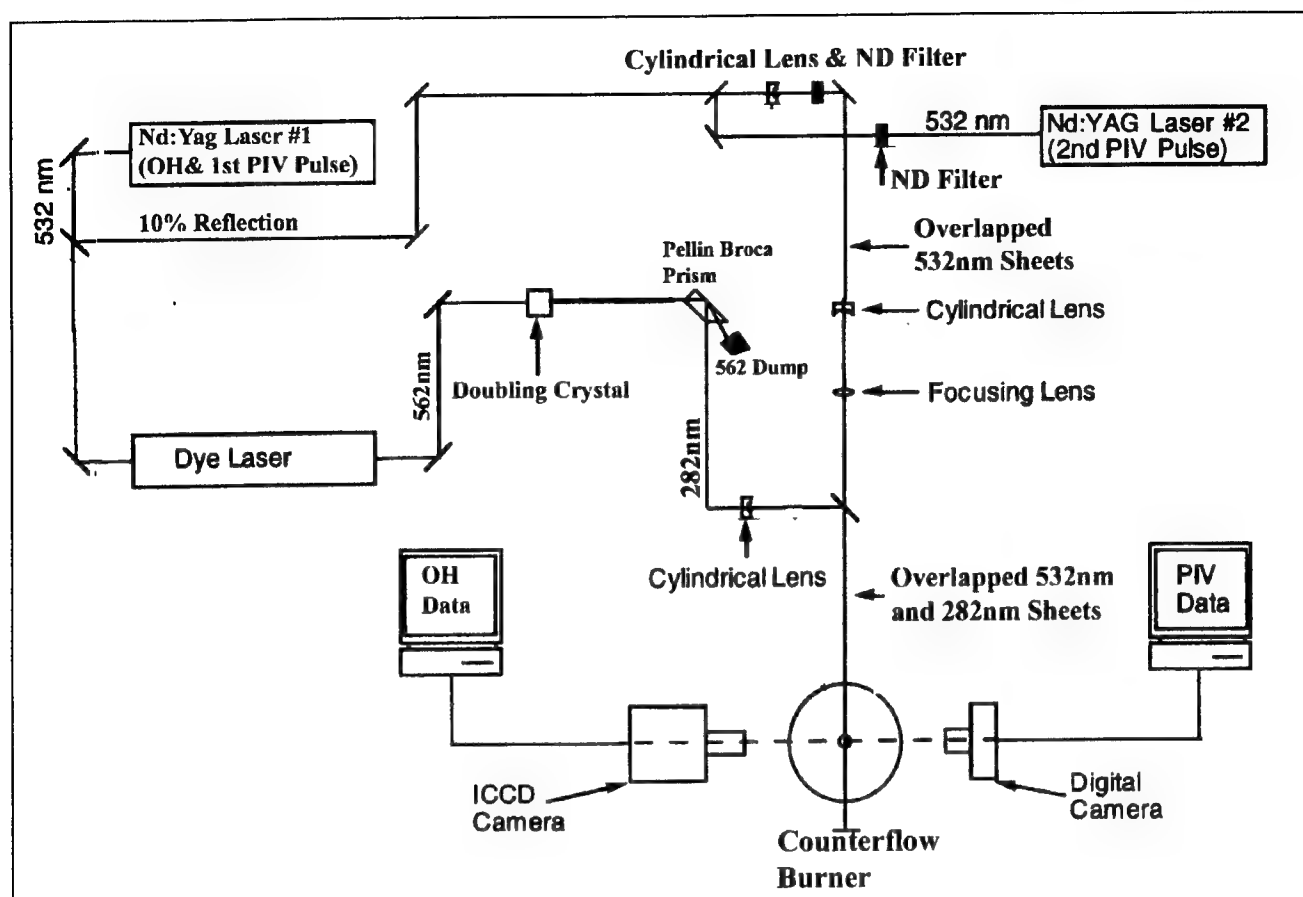 Cylindrical Lens & ND Filter
Nd:Yag Laser #1
(OH& 1st PIV Pulse)
532 nm
Nd:YAG Laser #2
(2nd PIV Pulse)
ND Filter
532 nm
10% Reflection
Overlapped
532nm Sheets
Pellin Broca
Prism
Cylindrical Lens
562 Dump
Doubling Crystal
562nm
Focusing Lens
Dye Laser
282nm
Cylindrical Lens
OH
Data
Overlapped 532nm
and 282nm Sheets
PIV
Data
ICCD
Camera
Digital
Camera
Counterflow
Burner